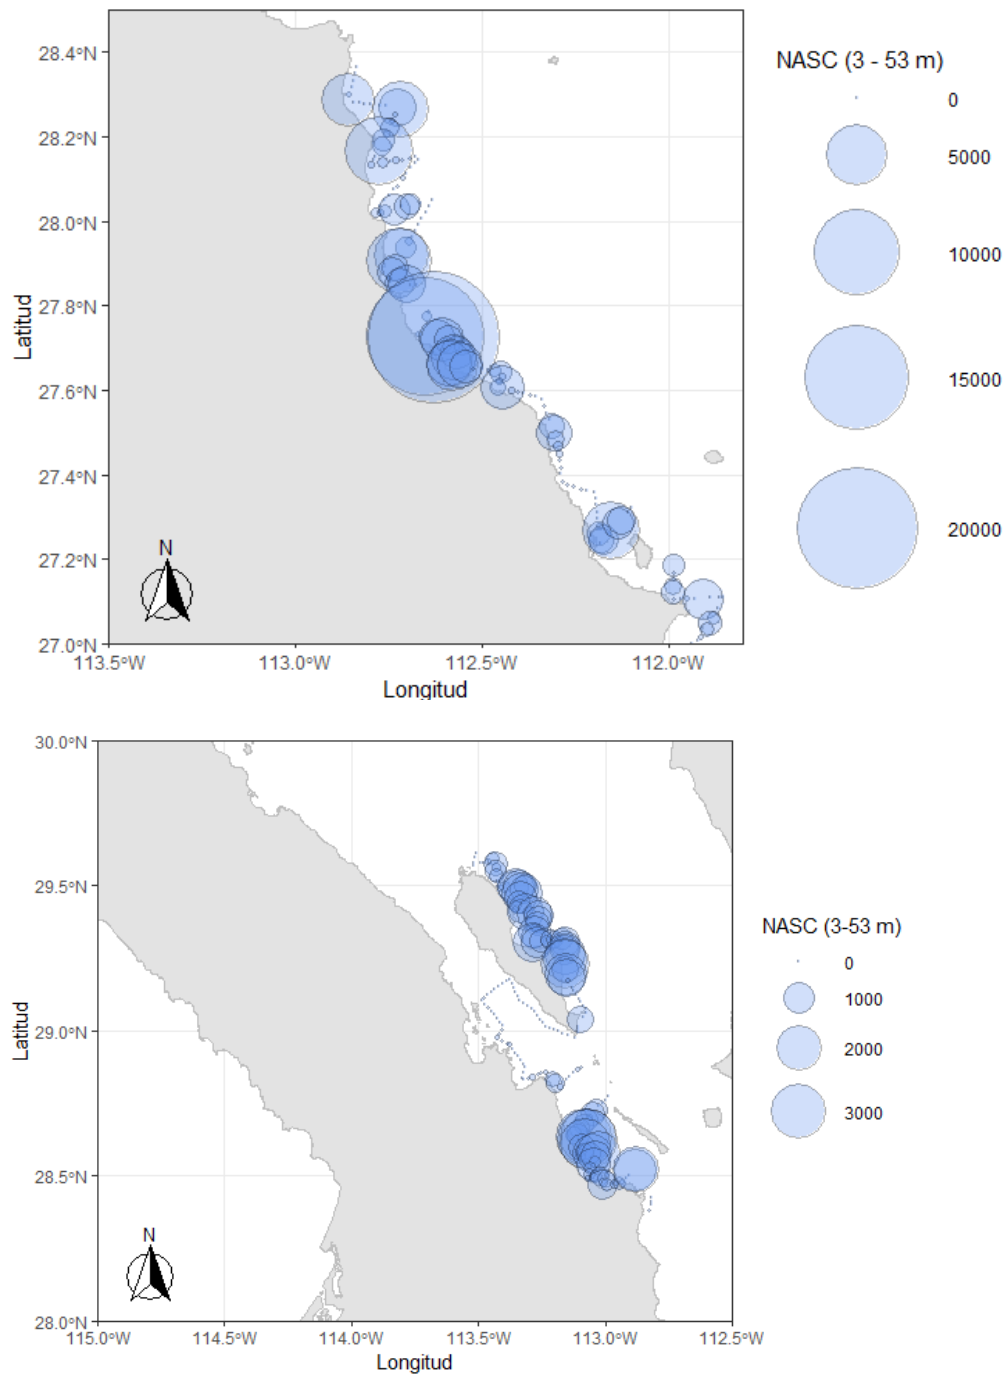 28.4°N
28.2°N
28.0°N
27.8°N
27.6°N
27.4°N
27.2°N
27.0°N
Latitud
N
113.5°W 113.0°W 112.5°W 112.0°W
Longitud
NASC (3 - 53 m)
0
5000
10000
15000
20000
30.0°N
29.5°N
29.0°N
28.5°N
28.0°N
Latitud
N
115.0°W 114.5°W 114.0°W 113.5°W 113.0°W 112.5°W
Longitud
NASC (3-53 m)
0
1000
2000
3000